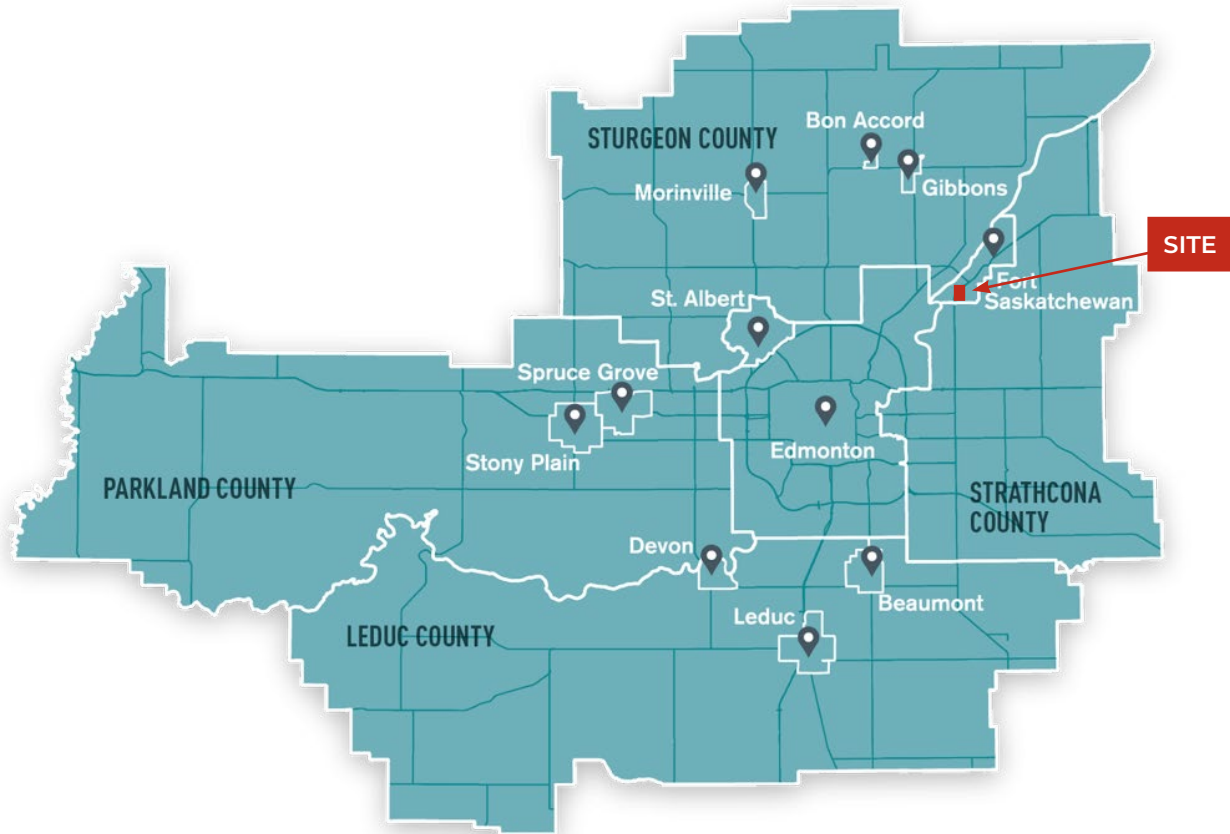 Bon Accord
STURGEON COUNTY
Morinville
Gibbons
SITE
St. Albert
Fort
Saskatchewan
Spruce Grove
Stony Plain
Edmonton
PARKLAND COUNTY
STRATHCONA
COUNTY
Devon
Beaumont
Leduc
LEDUC COUNTY